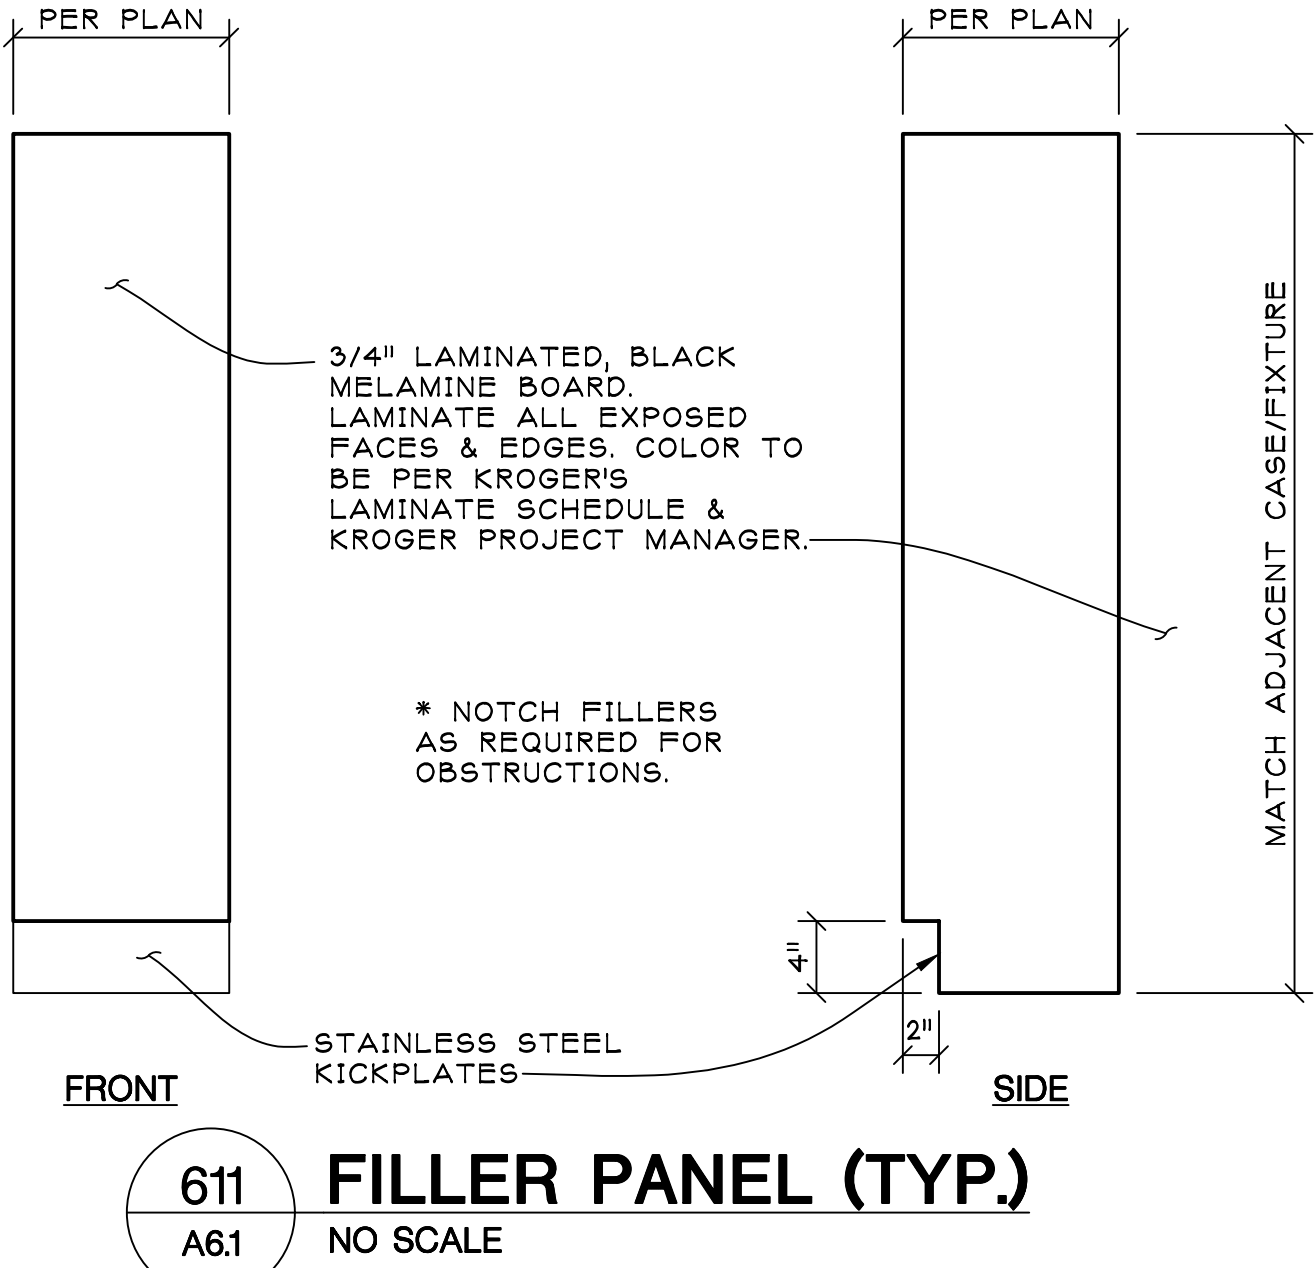 PER PLAN
PER PLAN
3/4" LAMINATED, BLACK
MELAMINE BOARD.
LAMINATE ALL EXPOSED
FACES & EDGES. COLOR TO
BE PER KROGER'S
LAMINATE SCHEDULE &
KROGER PROJECT MANAGER.
MATCH ADJACENT CASE/FIXTURE
* NOTCH FILLERS
AS REQUIRED FOR
OBSTRUCTIONS.
4"
2"
STAINLESS STEEL
KICKPLATES
FRONT
SIDE
611
A6.1
FILLER PANEL (TYP.)
NO SCALE